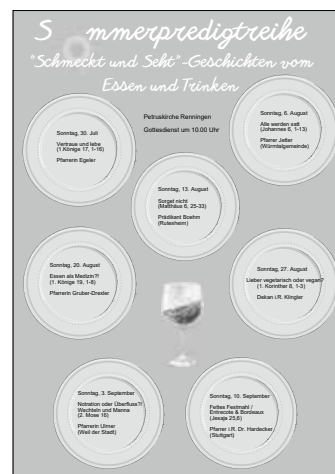 Sommerpredigtreihe
"Schmeckt und Seht"-Geschichten vom
Essen und Trinken
Petruskirche Renningen
Gottesdienst um 10.00 Uhr
Sonntag, 30. Juli
Vertraue und lebe
(1.Könige 17, 1-16)
Pfarrerin Egeler
Sonntag, 6. August
Alle werden satt
(Johannes 6, 1-13)
Pfarrer Jetter
(Würmtalgemeinde)
Sonntag, 13. August
Sorget nicht
(Matthäus 6, 25-33)
Prädikant Boehm
(Rutesheim)
Sonntag, 20. August
Essen als Medizin?!
(1. Könige 19, 1-8)
Pfarrerin Gruber-Drexler
Sonntag, 27. August
Lieber vegetarisch oder vegan?
(1. Korinther 8, 1-3)
Dekan i.R. Klingler
Sonntag, 3. September
Notration oder Überfluss?!
Wachteln und Manna
(2. Mose 16)
Pfarrerin Ulmer
(Weil der Stadt)
Sonntag, 10. September
Fettes Festmahl /
Entrecote & Bordeaux
(Jesaja 25,6)
Pfarrer i.R. Dr. Hardecker
(Stuttgart)